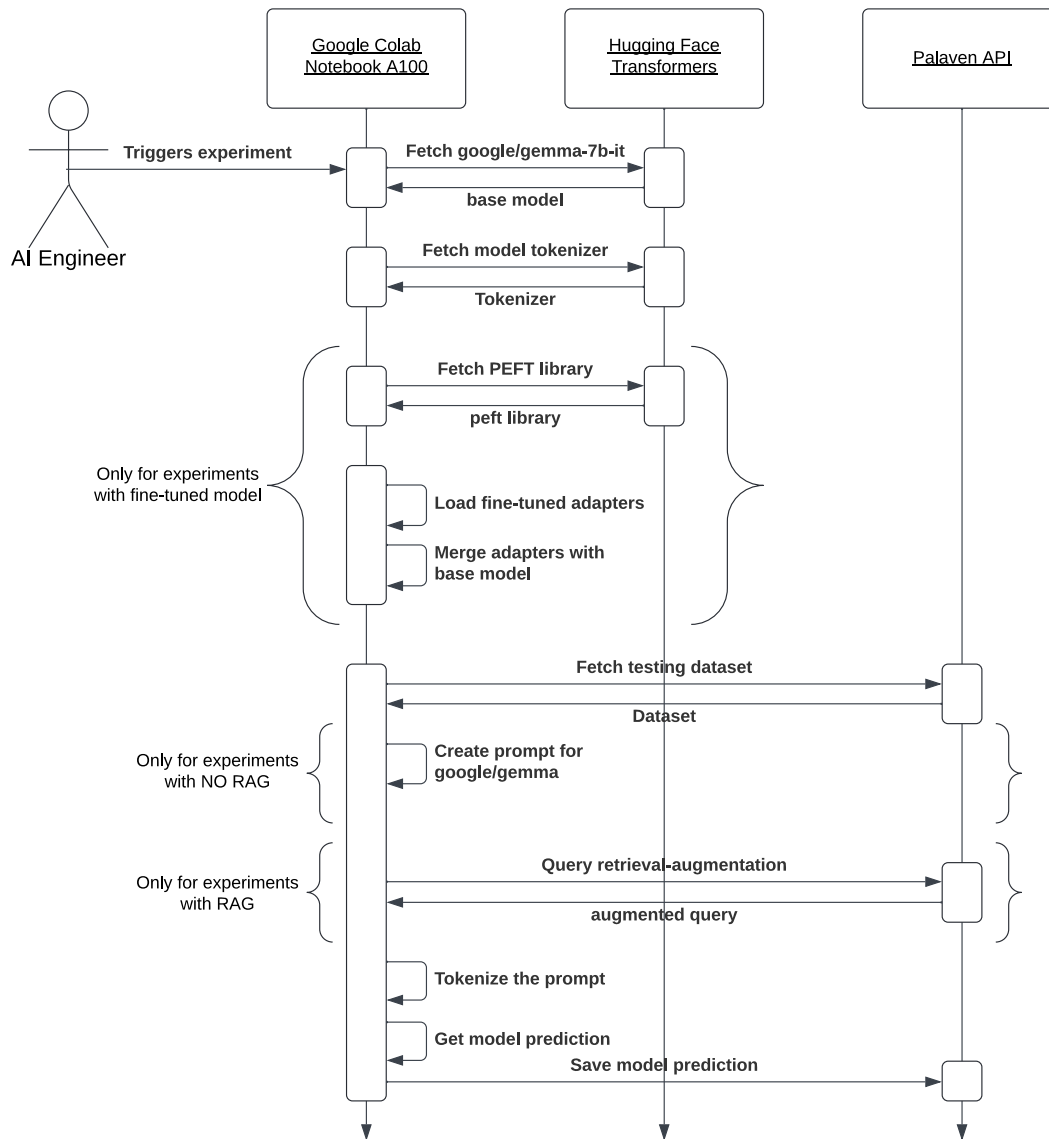 Google Colab
Notebook A100
Hugging Face
Transformers
Palaven API
Triggers experiment
Fetch google/gemma-7b-it
base model
AI Engineer
Fetch model tokenizer
Tokenizer
Fetch PEFT library
peft library
Only for experiments
with fine-tuned model
Load fine-tuned adapters
Merge adapters with
base model
Fetch testing dataset
Dataset
Only for experiments
with NO RAG
Create prompt for
google/gemma
Query retrieval-augmentation
Only for experiments
with RAG
augmented query
Tokenize the prompt
Get model prediction
Save model prediction